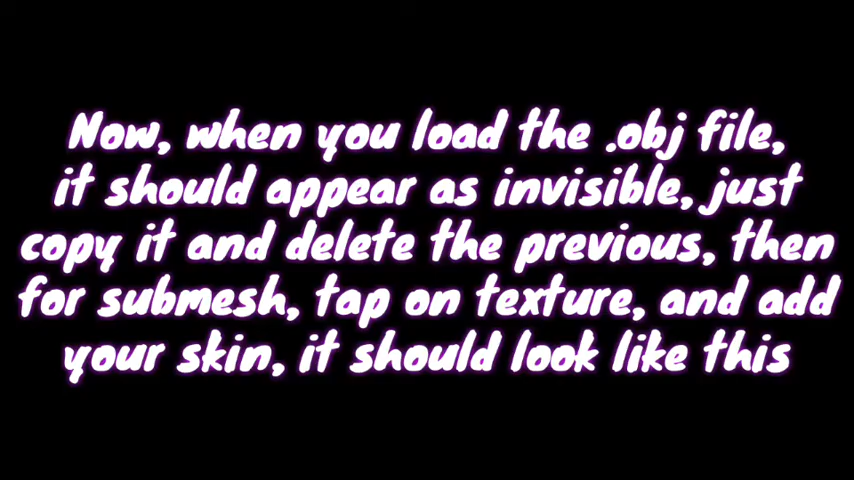 Now, when you load the .obj file,
it should appear as invisible, just
copy it and delete the previous, then
for submesh, tap on texture, and add
your skin, it should look like this